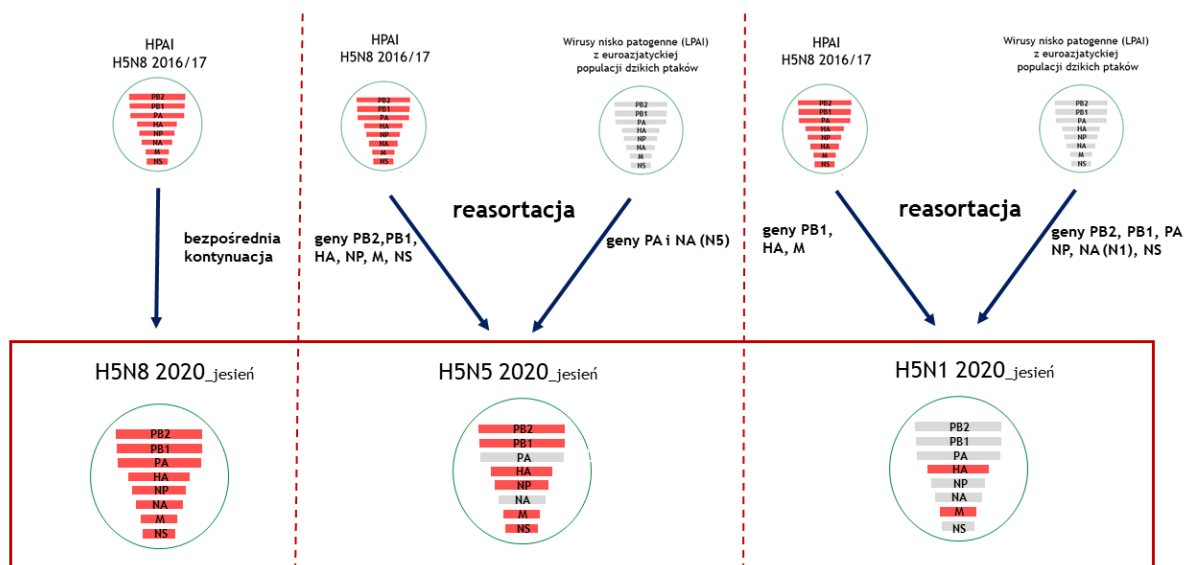 HPAI
H5N8 2016/17
PB2
PB1
PA
HA
NP
NA
M
NS
bezpośrednia
kontynuacja
HPAI
H5N8 2016/17
PB2
PB1
PA
HA
NP
NA
M
NS
Wirusy nisko patogenne (LPAI)
z euroazjatyckiej
populacji dzikich ptaków
PB2
PB1
PA
HA
NP
NA
M
NS
reasortacja
geny PB2,PB1,
HA, NP, M, NS
geny PA i NA (N5)
HPAI
H5N8 2016/17
PB2
PB1
PA
HA
NP
NA
M
NS
Wirusy nisko patogenne (LPAI)
z euroazjatyckiej
populacji dzikich ptaków
PB2
PB1
PA
HA
NP
NA
M
NS
reasortacja
geny PB1,
HA, M
geny PB2, PB1, PA
NP, NA (N1), NS
H5N8 2020_jesień
PB2
PB1
PA
HA
NP
NA
M
NS
H5N5 2020_jesień
PB2
PB1
PA
HA
NP
NA
M
NS
H5N1 2020_jesień
PB2
PB1
PA
HA
NP
NA
M
NS